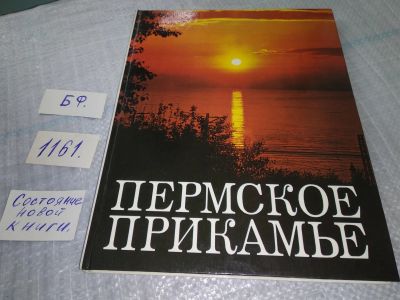 БФ.
1161.
Состояние
новой
книги.
ПЕРМСКОЕ
ПРИКАМЬЕ